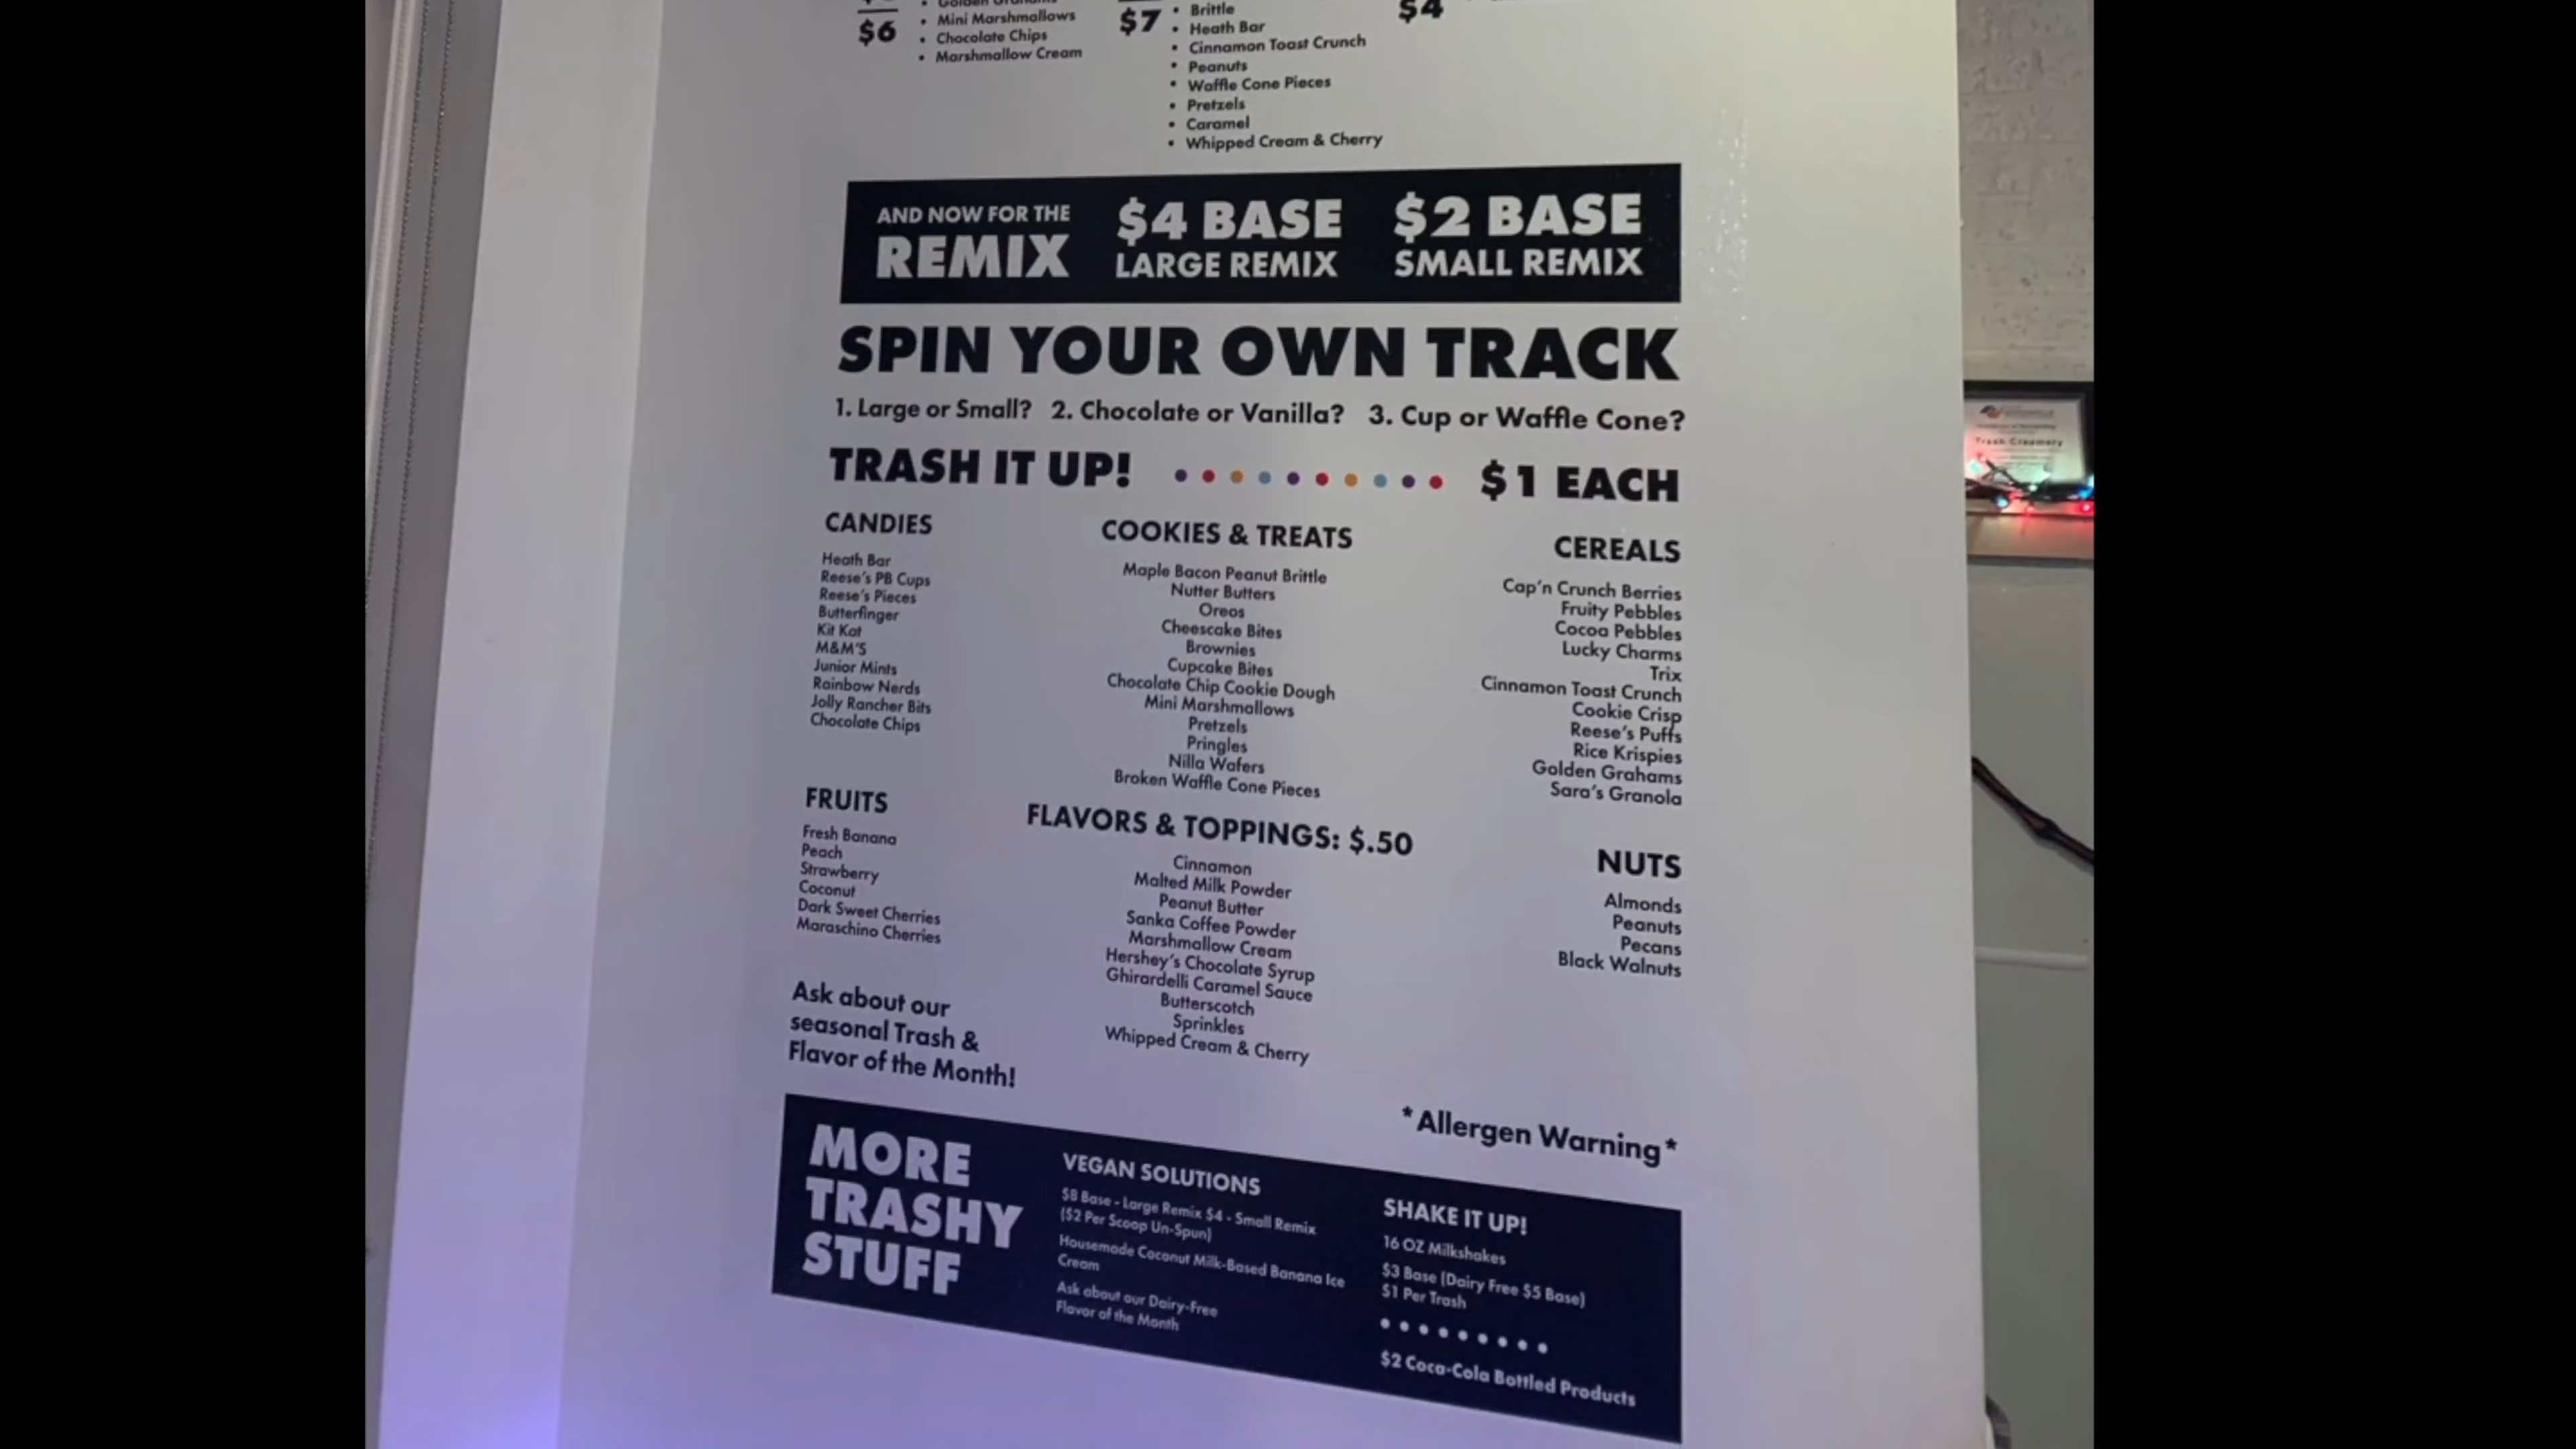 $6
Mini Marshmallows
Chocolate Chips
Marshmallow Cream
$7
Brittle
Heath Bar
Cinnamon Toast Crunch
Peanuts
Waffle Cone Pieces
Pretzels
Caramel
Whipped Cream & Cherry
$4
AND NOW FOR THE
REMIX
$4 BASE
LARGE REMIX
$2 BASE
SMALL REMIX
SPIN YOUR OWN TRACK
1. Large or Small? 2. Chocolate or Vanilla? 3. Cup or Waffle Cone?
TRASH IT UP! $1 EACH
CANDIES
Heath Bar
Reese's PB Cups
Reese's Pieces
Butterfinger
Kit Kat
M&M'S
Junior Mints
Rainbow Nerds
Jolly Rancher Bits
Chocolate Chips
COOKIES & TREATS
Maple Bacon Peanut Brittle
Nutter Butters
Oreos
Cheescake Bites
Brownies
Cupcake Bites
Chocolate Chip Cookie Dough
Mini Marshmallows
Pretzels
Pringles
Nilla Wafers
Broken Waffle Cone Pieces
CEREALS
Cap'n Crunch Berries
Fruity Pebbles
Cocoa Pebbles
Lucky Charms
Trix
Cinnamon Toast Crunch
Cookie Crisp
Reese's Puffs
Rice Krispies
Golden Grahams
Sara's Granola
FRUITS
Fresh Banana
Peach
Strawberry
Coconut
Dark Sweet Cherries
Maraschino Cherries
FLAVORS & TOPPINGS: $.50
Cinnamon
Malted Milk Powder
Peanut Butter
Sanka Coffee Powder
Marshmallow Cream
Hershey's Chocolate Syrup
Ghirardelli Caramel Sauce
Butterscotch
Sprinkles
Whipped Cream & Cherry
NUTS
Almonds
Peanuts
Pecans
Black Walnuts
Ask about our
seasonal Trash &
Flavor of the Month!
*Allergen Warning*
MORE
TRASHY
STUFF
VEGAN SOLUTIONS
$8 Base - Large Remix $4 - Small Remix
($2 Per Scoop Un-Spun)
Housemade Coconut Milk-Based Banana Ice
Cream
Ask about our Dairy-Free
Flavor of the Month
SHAKE IT UP!
16 OZ Milkshakes
$3 Base (Dairy Free $5 Base)
$1 Per Trash
$2 Coca-Cola Bottled Products
Trash Creamery